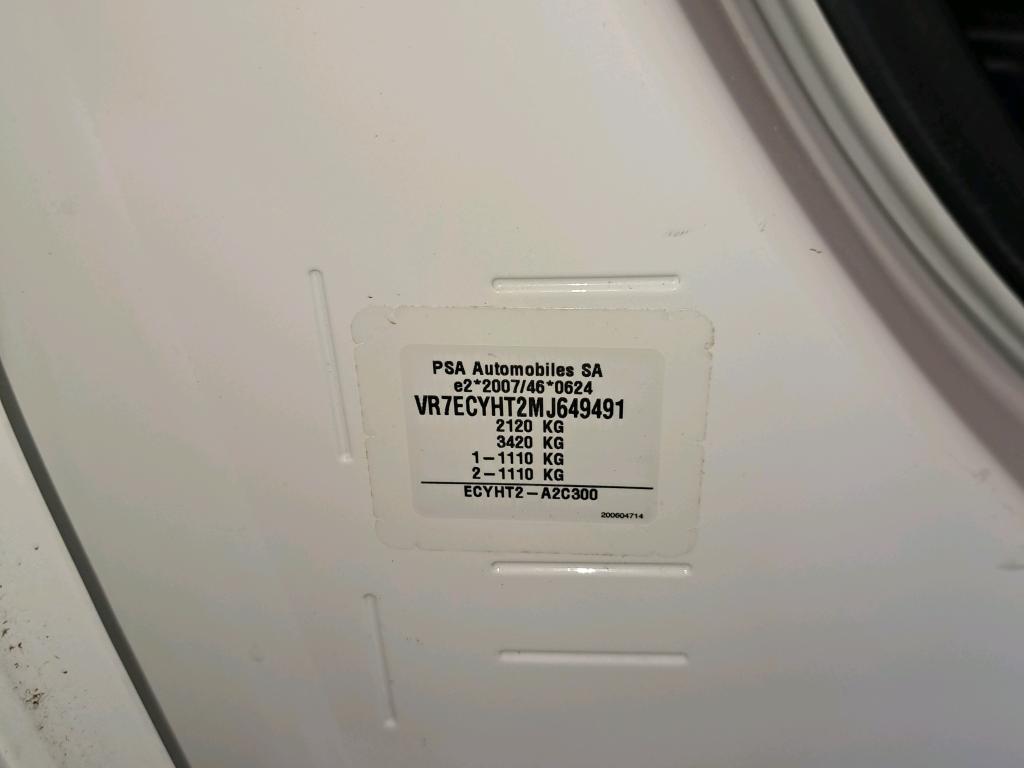 PSA Automobiles SA
e2*2007/46*0624
VR7ECYHT2MJ649491
2120 KG
3420 KG
1-1110 KG
2-1110 KG
ECYHT2-A2C300
200604714